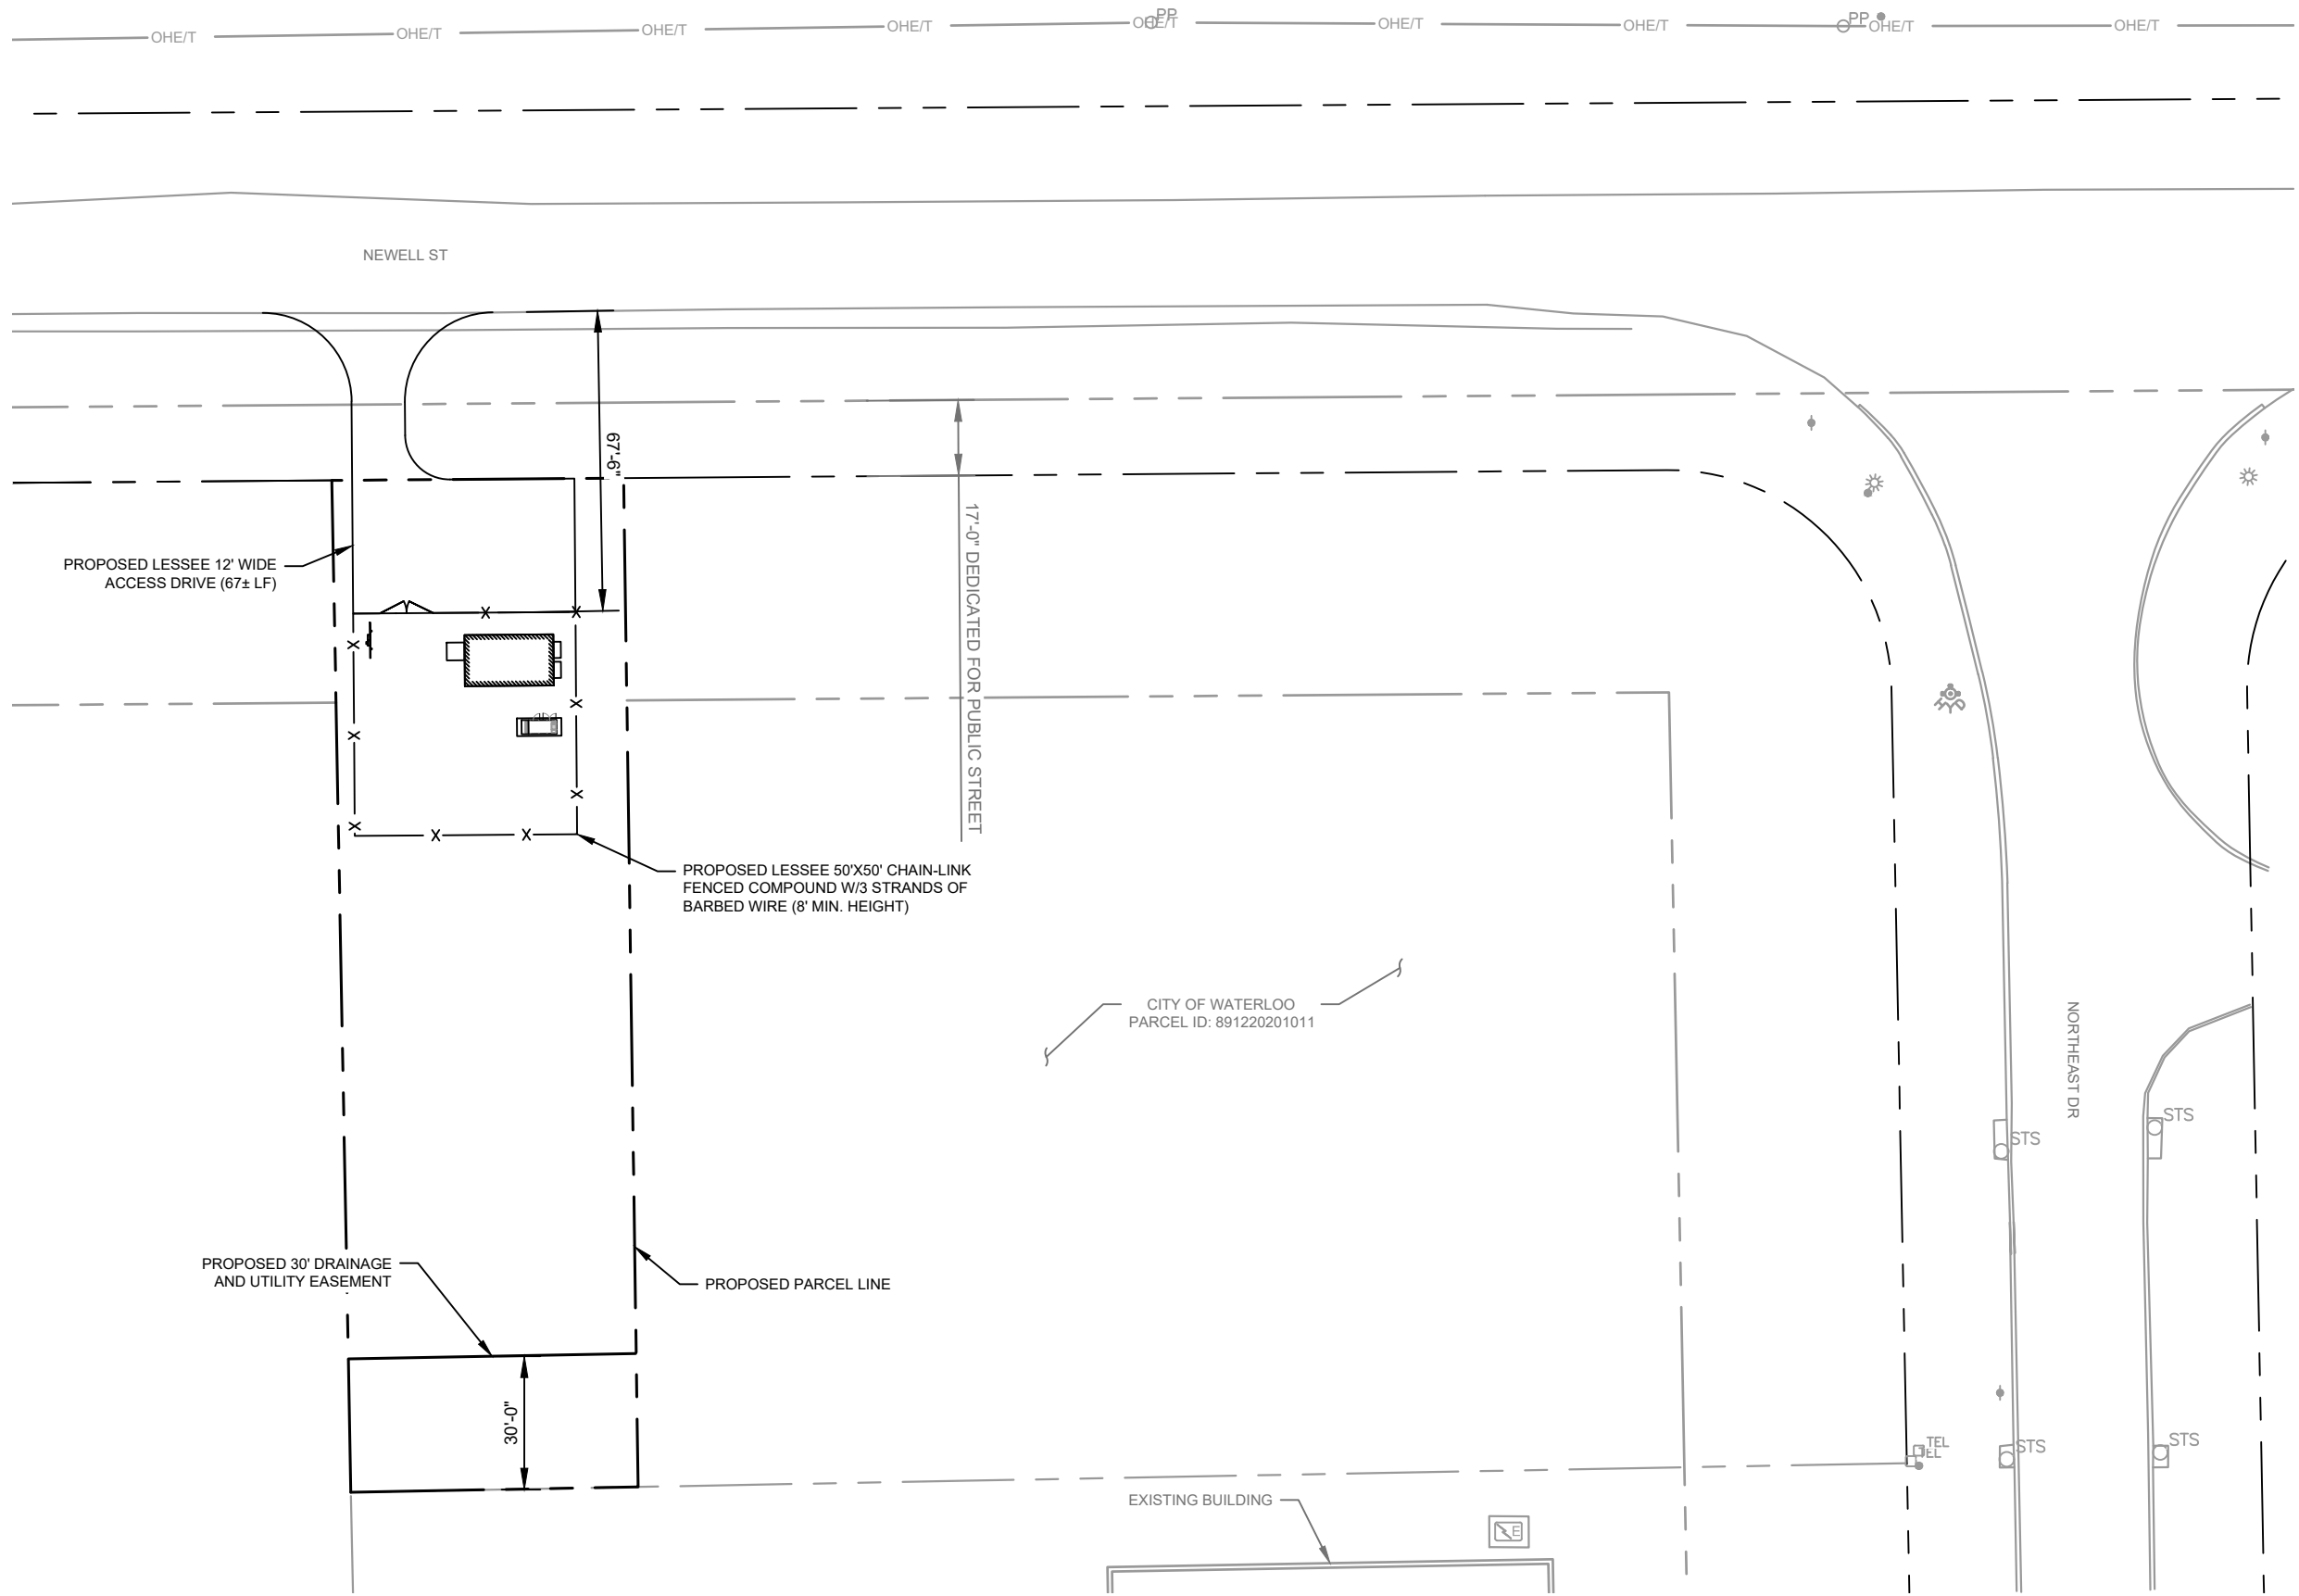 OHE/T
OHE/T
OHE/T
OHE/T
PP
OHE/T
OHE/T
OHE/T
PP
OHE/T
OHE/T
NEWELL ST
67'-6"
17'-0" DEDICATED FOR PUBLIC STREET
PROPOSED LESSEE 12' WIDE
ACCESS DRIVE (67± LF)
X
X
X
X
X
X
X
X
X
PROPOSED LESSEE 50'X50' CHAIN-LINK
FENCED COMPOUND W/3 STRANDS OF
BARBED WIRE (8' MIN. HEIGHT)
CITY OF WATERLOO
PARCEL ID: 891220201011
NORTHEAST DR
STS
STS
PROPOSED 30' DRAINAGE
AND UTILITY EASEMENT
PROPOSED PARCEL LINE
30'-0"
TEL
TEL
STS
STS
EXISTING BUILDING
E